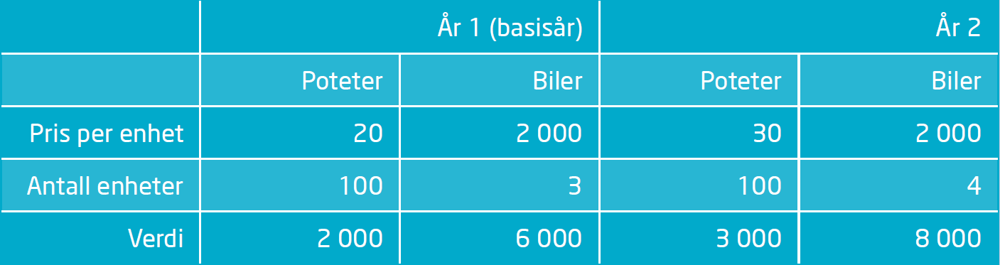 År 1 (basisår) År 2
Poteter Biler Poteter Biler
Pris per enhet 20 2 000 30 2 000
Antall enheter 100 3 100 4
Verdi 2 000 6 000 3 000 8 000